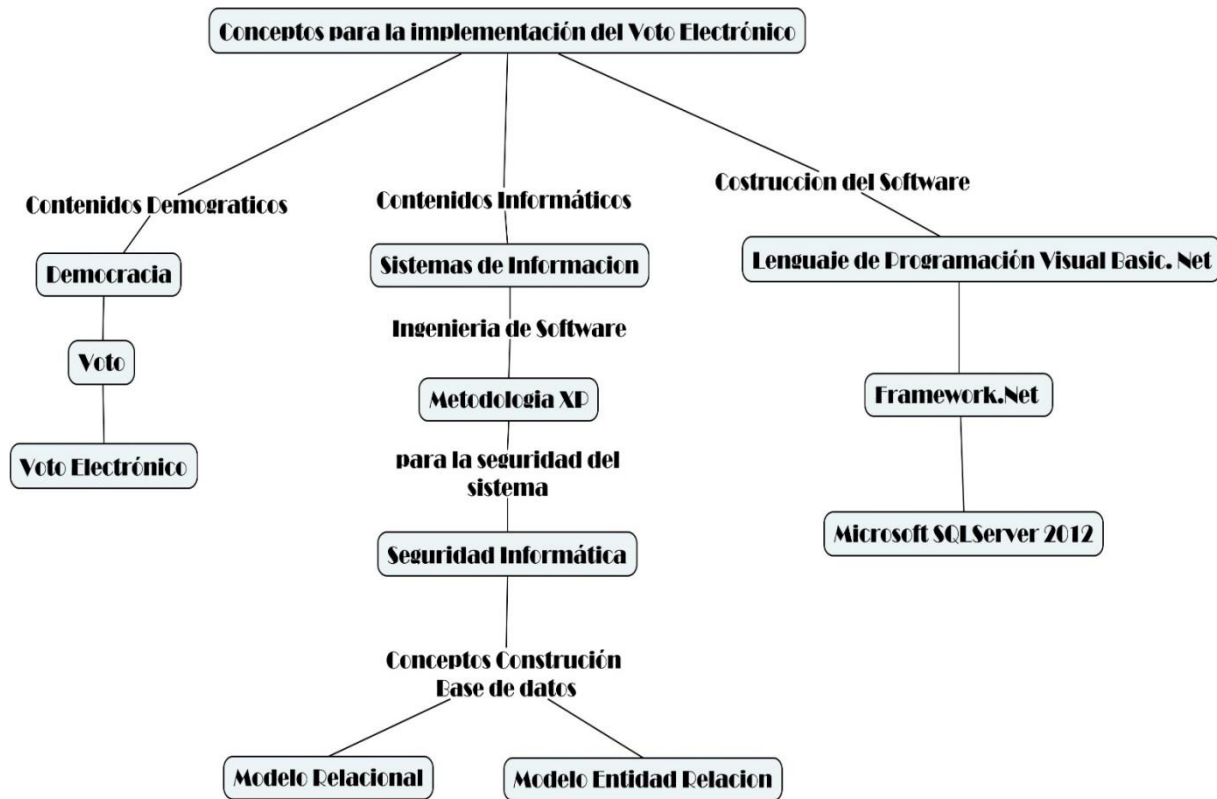 Conceptos para la implementación del Voto Electrónico
Contenidos Demograticos
Democracia
Voto
Voto Electrónico
Contenidos Informáticos
Sistemas de Informacion
Ingenieria de Software
Metodologia XP
para la seguridad del
sistema
Seguridad Informática
Conceptos Construción
Base de datos
Modelo Relacional
Modelo Entidad Relacion
Costruccion del Software
Lenguaje de Programación Visual Basic. Net
Framework.Net
Microsoft SQLServer 2012